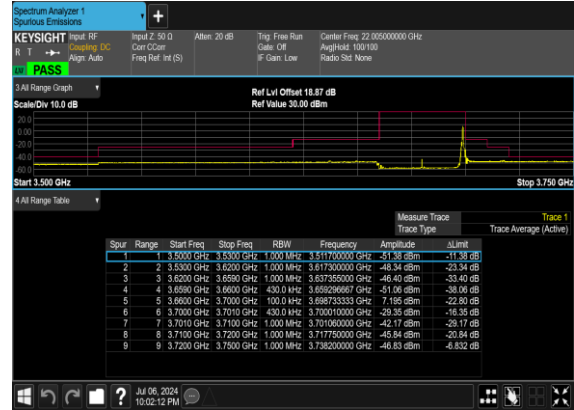 Spectrum Analyzer 1
Spurious Emissions
+
KEYSIGHT Input: RF Input Z: 50 Ω Atten: 20 dB Trig: Free Run Center Freq: 22.005000000 GHz
R T Coupling: DC Corr CCorr Gate: Off Avg|Hold: 100/100
Align: Auto Freq Ref: Int (S) IF Gain: Low Radio Std: None
LXI PASS
3 All Range Graph
Ref Lvl Offset 18.87 dB
Scale/Div 10.0 dB Ref Value 30.00 dBm
20.0
0.00
-20.0
-40.0
-60.0
Start 3.500 GHz Stop 3.750 GHz
4 All Range Table
Measure Trace Trace 1
Trace Type Trace Average (Active)
Spur Range Start Freq Stop Freq RBW Frequency Amplitude ΔLimit
1 1 3.5000 GHz 3.5300 GHz 1.000 MHz 3.511700000 GHz -51.38 dBm -11.38 dB
2 2 3.5300 GHz 3.6200 GHz 1.000 MHz 3.617300000 GHz -48.34 dBm -23.34 dB
3 3 3.6200 GHz 3.6590 GHz 1.000 MHz 3.637355000 GHz -46.40 dBm -33.40 dB
4 4 3.6590 GHz 3.6600 GHz 430.0 kHz 3.659296667 GHz -51.06 dBm -38.06 dB
5 5 3.6600 GHz 3.7000 GHz 100.0 kHz 3.698733333 GHz 7.195 dBm -22.80 dB
6 6 3.7000 GHz 3.7010 GHz 430.0 kHz 3.700010000 GHz -29.35 dBm -16.35 dB
7 7 3.7010 GHz 3.7100 GHz 1.000 MHz 3.701060000 GHz -42.17 dBm -29.17 dB
8 8 3.7100 GHz 3.7200 GHz 1.000 MHz 3.717750000 GHz -45.84 dBm -20.84 dB
9 9 3.7200 GHz 3.7500 GHz 1.000 MHz 3.738200000 GHz -46.83 dBm -6.832 dB
? Jul 06, 2024
10:02:12 PM